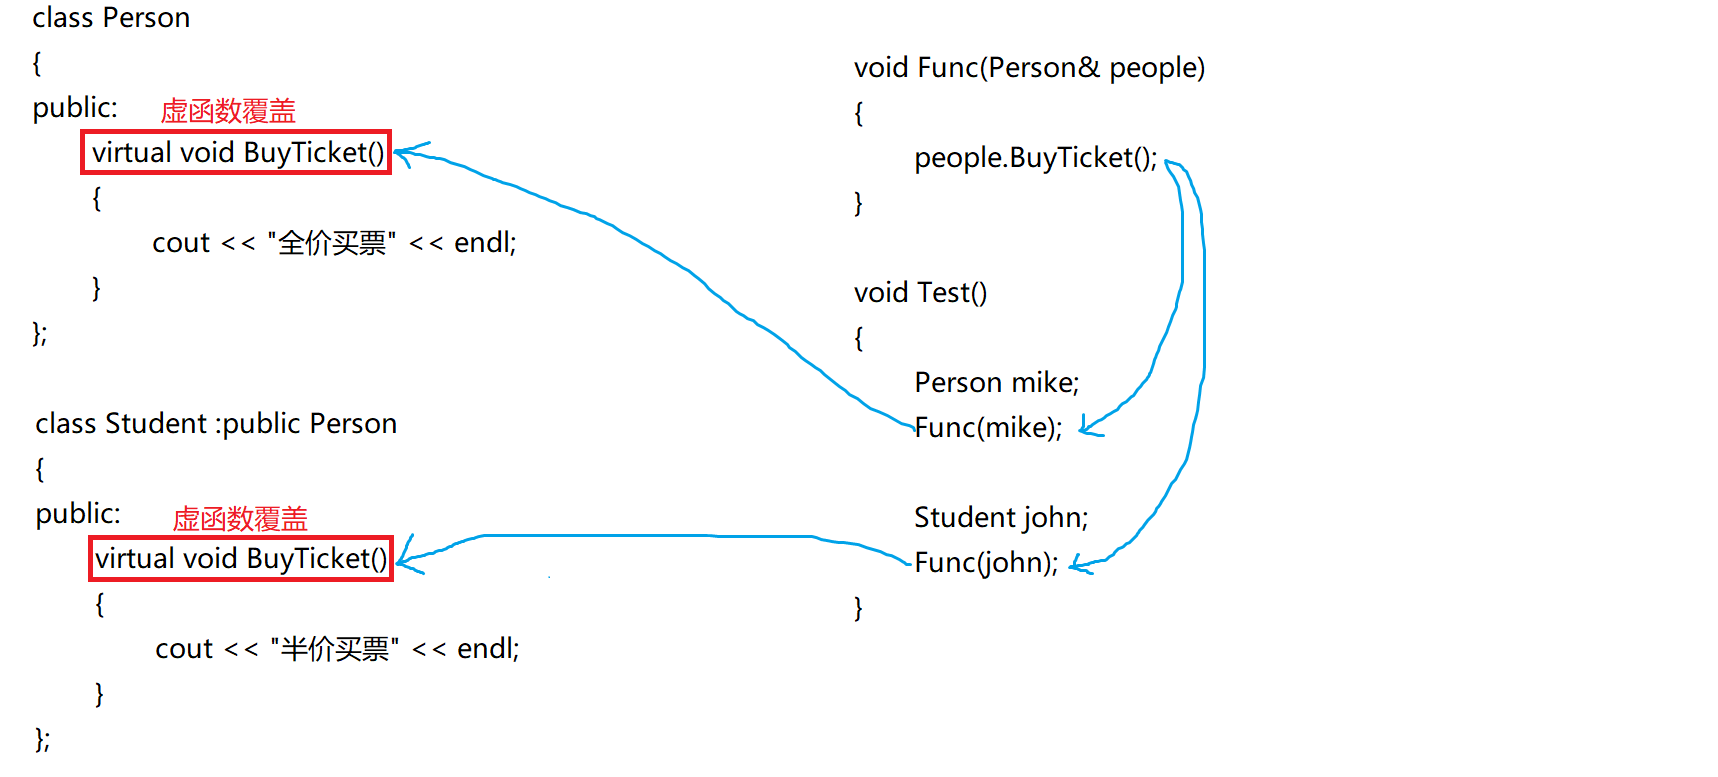 class Person
{
public:
虚函数覆盖
virtual void BuyTicket()
{
cout << "全价买票" << endl;
}
};
class Student :public Person
{
public:
虚函数覆盖
virtual void BuyTicket()
{
cout << "半价买票" << endl;
}
};
void Func(Person& people)
{
people.BuyTicket();
}
void Test()
{
Person mike;
Func(mike);
Student john;
Func(john);
}